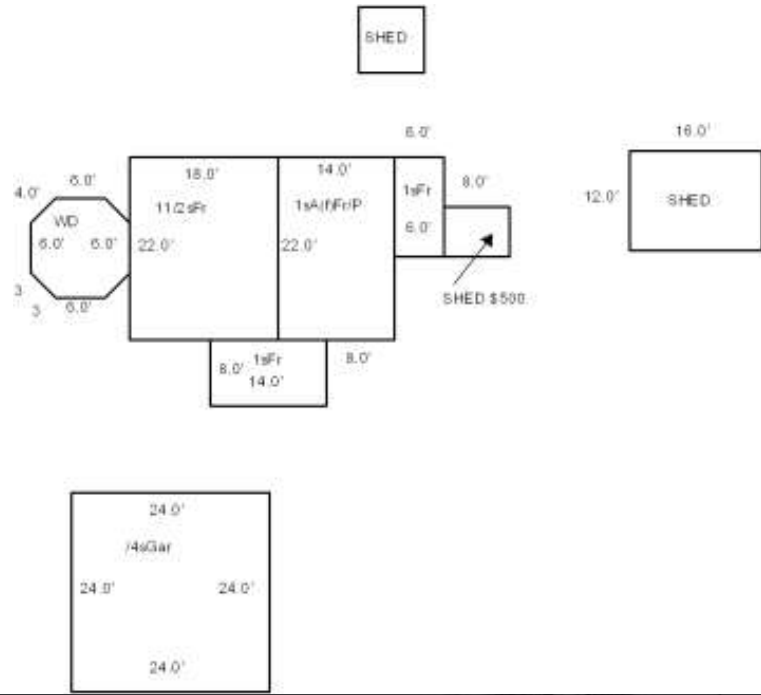 SHED
6.0'
16.0'
18.0'
14.0'
8.0'
4.0'
6.0'
11/2sFr
1sA(f)Fr/P
1sFr
12.0'
SHED
WD
6.0'
6.0'
22.0'
22.0'
6.0'
3
3
6.0'
SHED $500
8.0'
1sFr
14.0'
8.0'
24.0'
/4sGar
24.0'
24.0'
24.0'